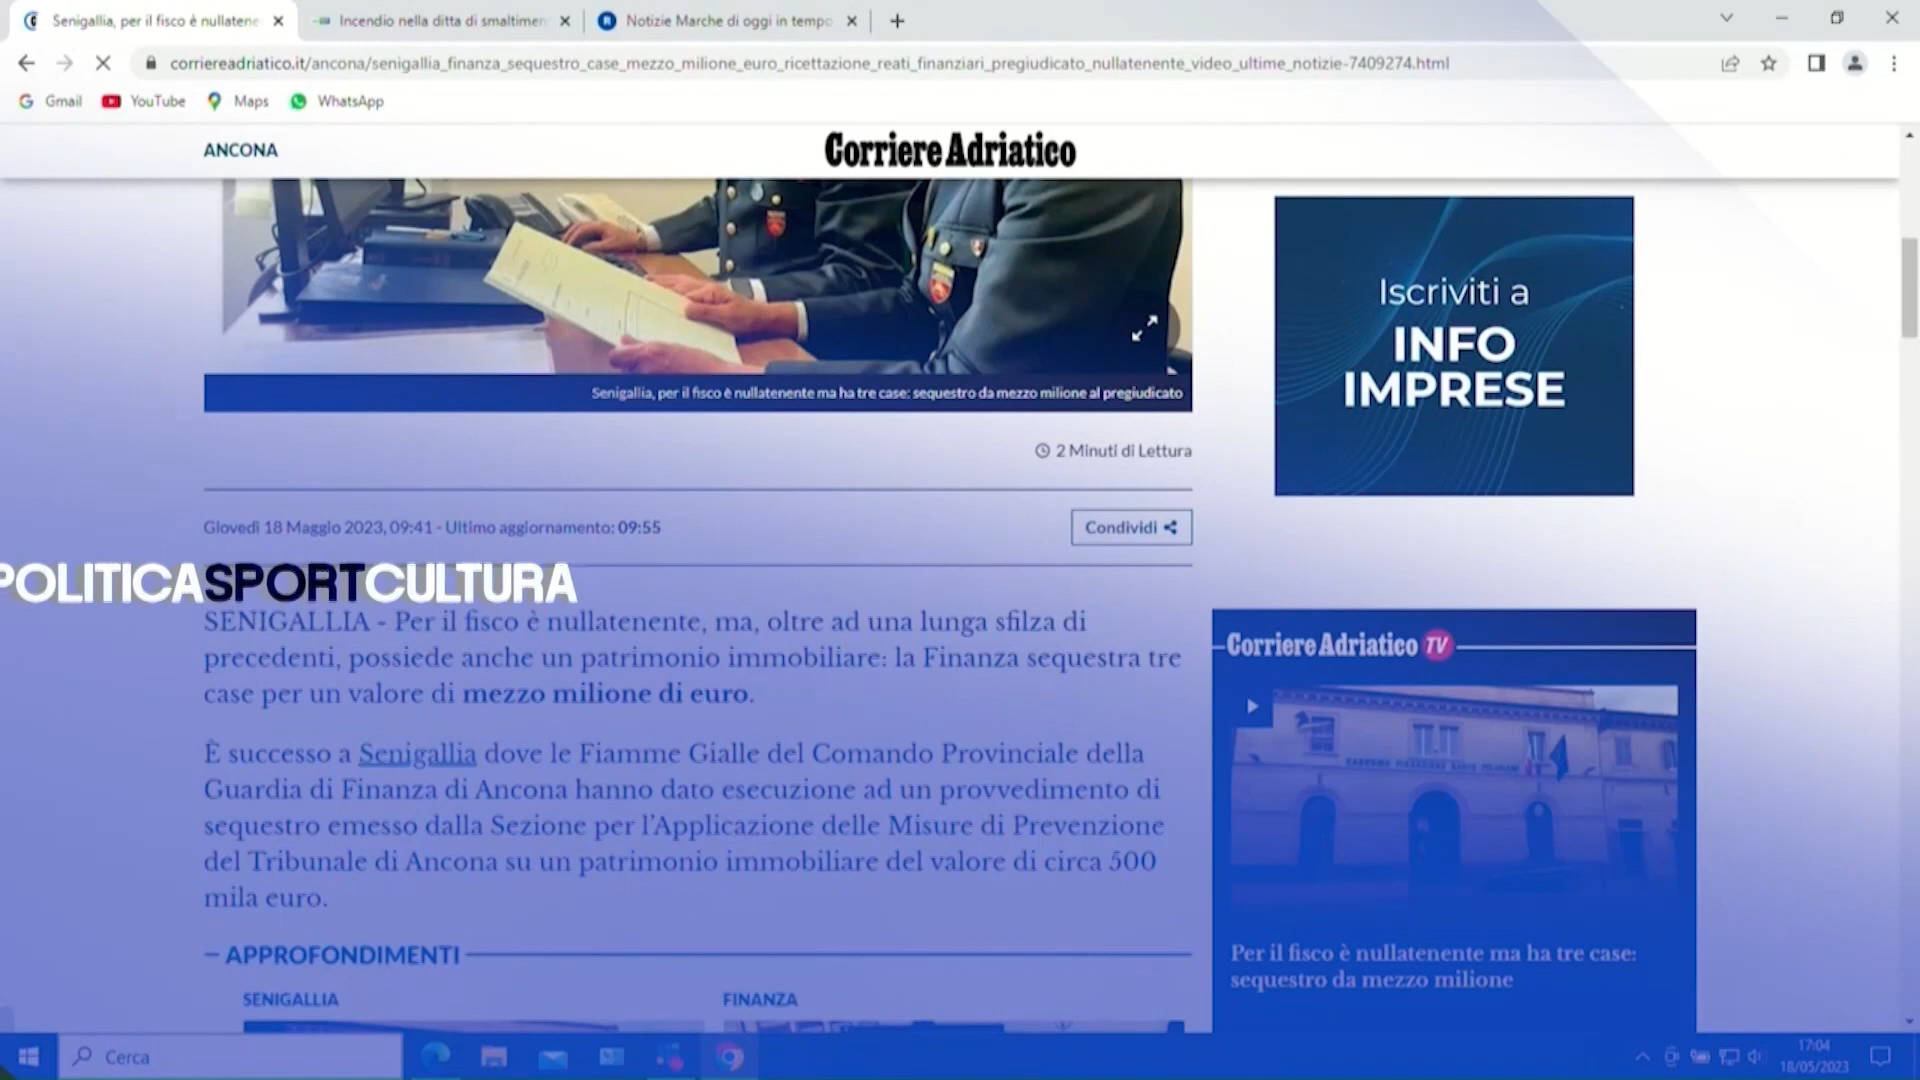 Senigallia, per il fisco è nullatene
Incendio nella ditta di smaltimen
Notizie Marche di oggi in tempo
corriereadriatico.it/ancona/senigallia_finanza_sequestro_case_mezzo_milione_euro_ricettazione_reati_finanziari_pregiudicato_nullatenente_video_ultime_notizie-7409274.html
Gmail
YouTube
Maps
WhatsApp
ANCONA
Corriere Adriatico
Senigallia, per il fisco è nullatenente ma ha tre case: sequestro da mezzo milione al pregiudicato
2 Minuti di Lettura
Giovedì 18 Maggio 2023, 09:41 - Ultimo aggiornamento: 09:55
Condividi
POLITICASPORTCULTURA
SENIGALLIA - Per il fisco è nullatenente, ma, oltre ad una lunga sfilza di
precedenti, possiede anche un patrimonio immobiliare: la Finanza sequestra tre
case per un valore di mezzo milione di euro.
È successo a Senigallia dove le Fiamme Gialle del Comando Provinciale della
Guardia di Finanza di Ancona hanno dato esecuzione ad un provvedimento di
sequestro emesso dalla Sezione per l'Applicazione delle Misure di Prevenzione
del Tribunale di Ancona su un patrimonio immobiliare del valore di circa 500
mila euro.
APPROFONDIMENTI
SENIGALLIA
FINANZA
Iscriviti a
INFO
IMPRESE
Corriere Adriatico TV
Per il fisco è nullatenente ma ha tre case:
sequestro da mezzo milione
Cerca
17:04
18/05/2023